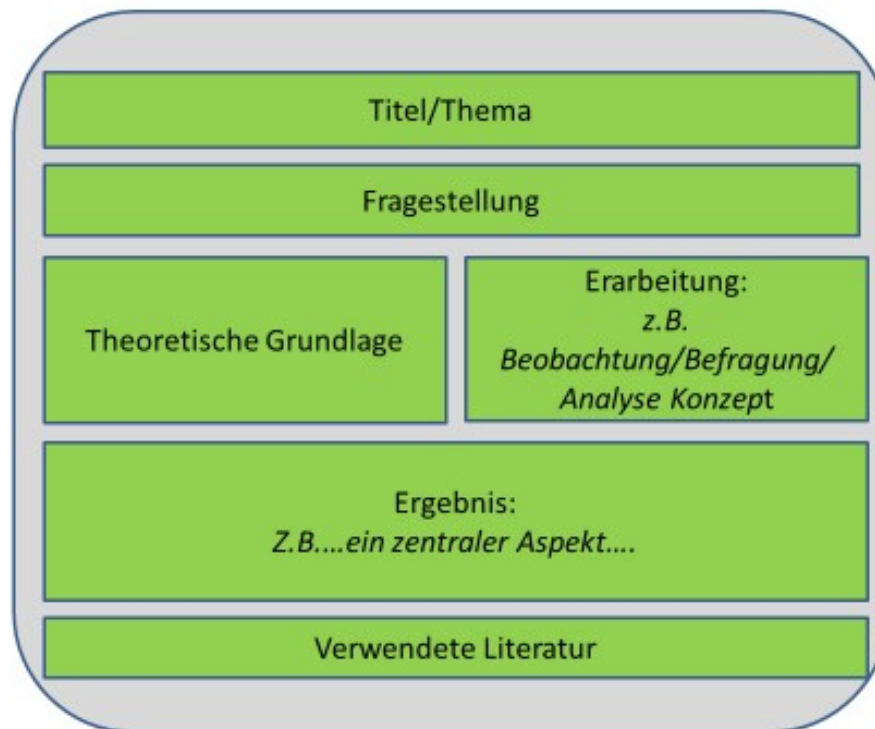 Titel/Thema
Fragestellung
Theoretische Grundlage
Erarbeitung:
z.B.
Beobachtung/Befragung/
Analyse Konzept
Ergebnis:
Z.B....ein zentraler Aspekt....
Verwendete Literatur